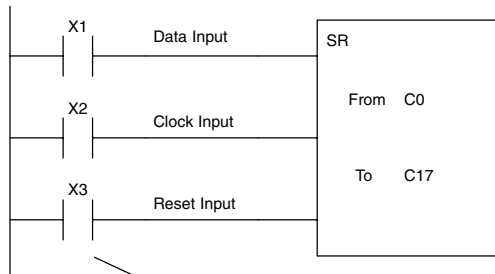 X1
Data Input
SR
X2
From C0
Clock Input
To C17
X3
Reset Input